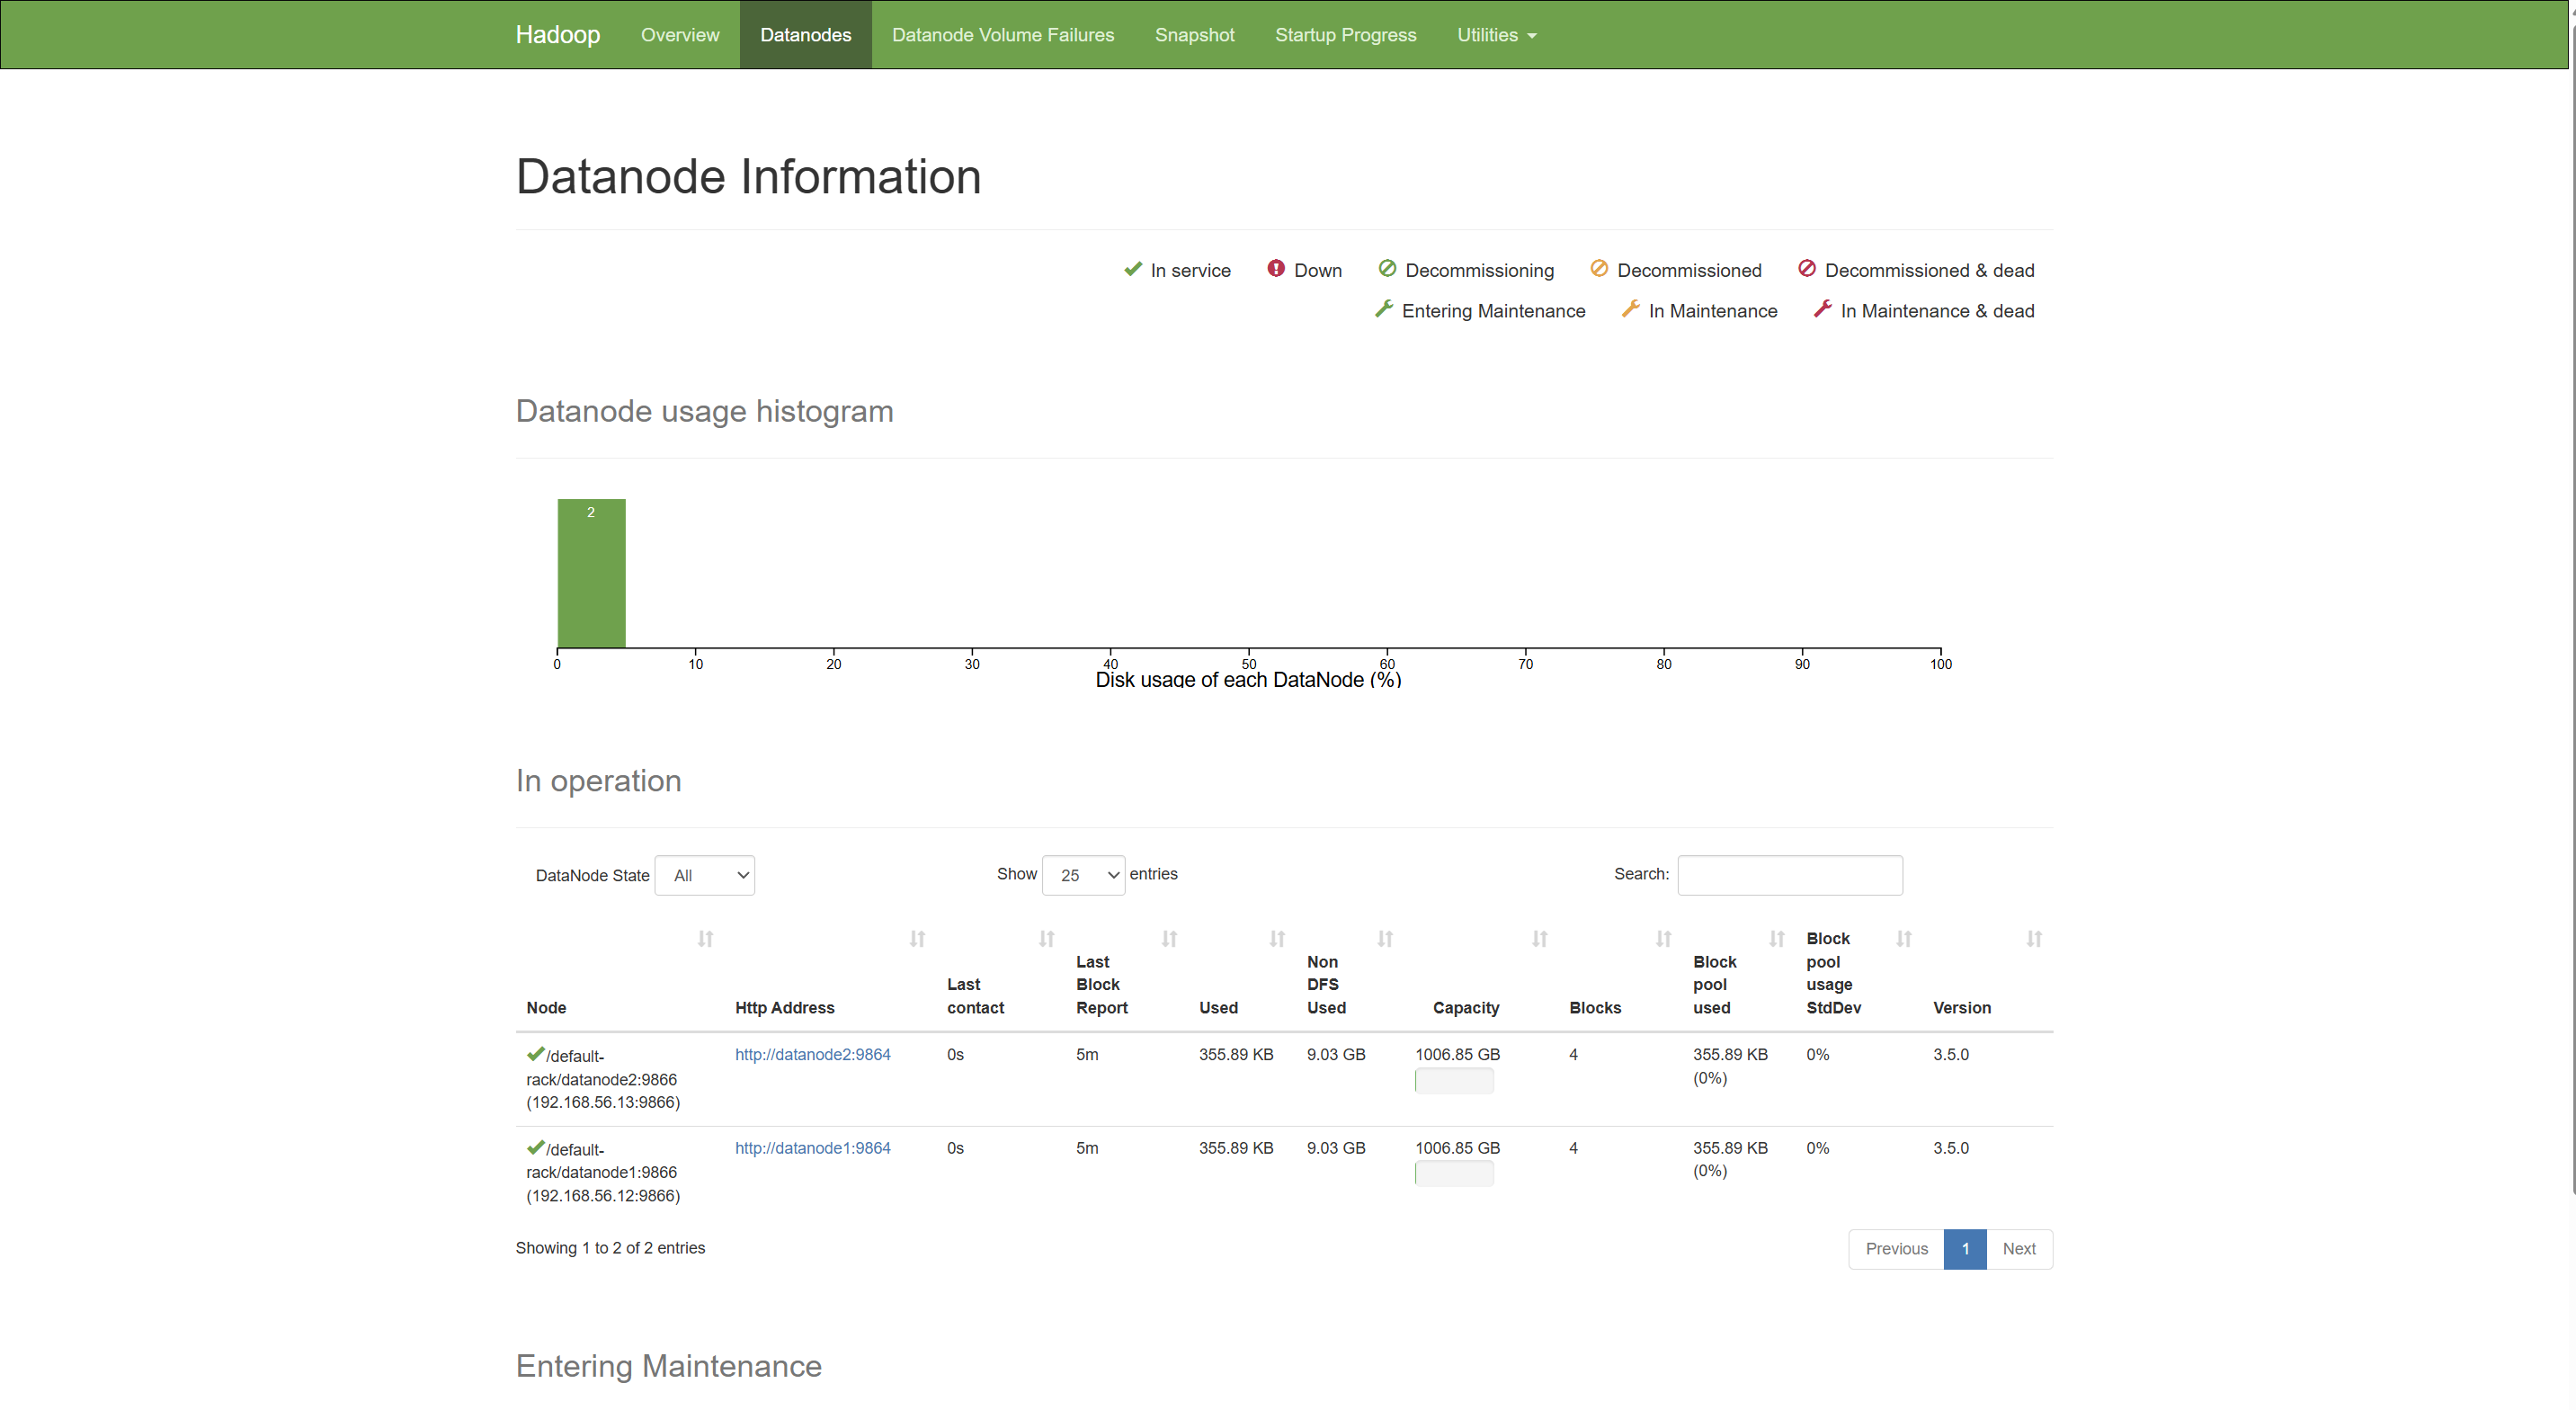 Hadoop Overview Datanodes Datanode Volume Failures Snapshot Startup Progress Utilities
Datanode Information
In service Down Decommissioning Decommissioned Decommissioned & dead
Entering Maintenance In Maintenance In Maintenance & dead
Datanode usage histogram
2
0 10 20 30 40 50 60 70 80 90 100
Disk usage of each DataNode (%)
In operation
DataNode State All Show 25 entries Search:
Node
Http Address
Last
contact
Last
Block
Report
Used
Non
DFS
Used
Capacity
Blocks
Block
pool
used
Block
pool
usage
StdDev
Version
/default-
rack/datanode2:9866
(192.168.56.13:9866)
http://datanode2:9864
0s
5m
355.89 KB
9.03 GB
1006.85 GB
4
355.89 KB
(0%)
0%
3.5.0
/default-
rack/datanode1:9866
(192.168.56.12:9866)
http://datanode1:9864
0s
5m
355.89 KB
9.03 GB
1006.85 GB
4
355.89 KB
(0%)
0%
3.5.0
Showing 1 to 2 of 2 entries
Previous 1 Next
Entering Maintenance